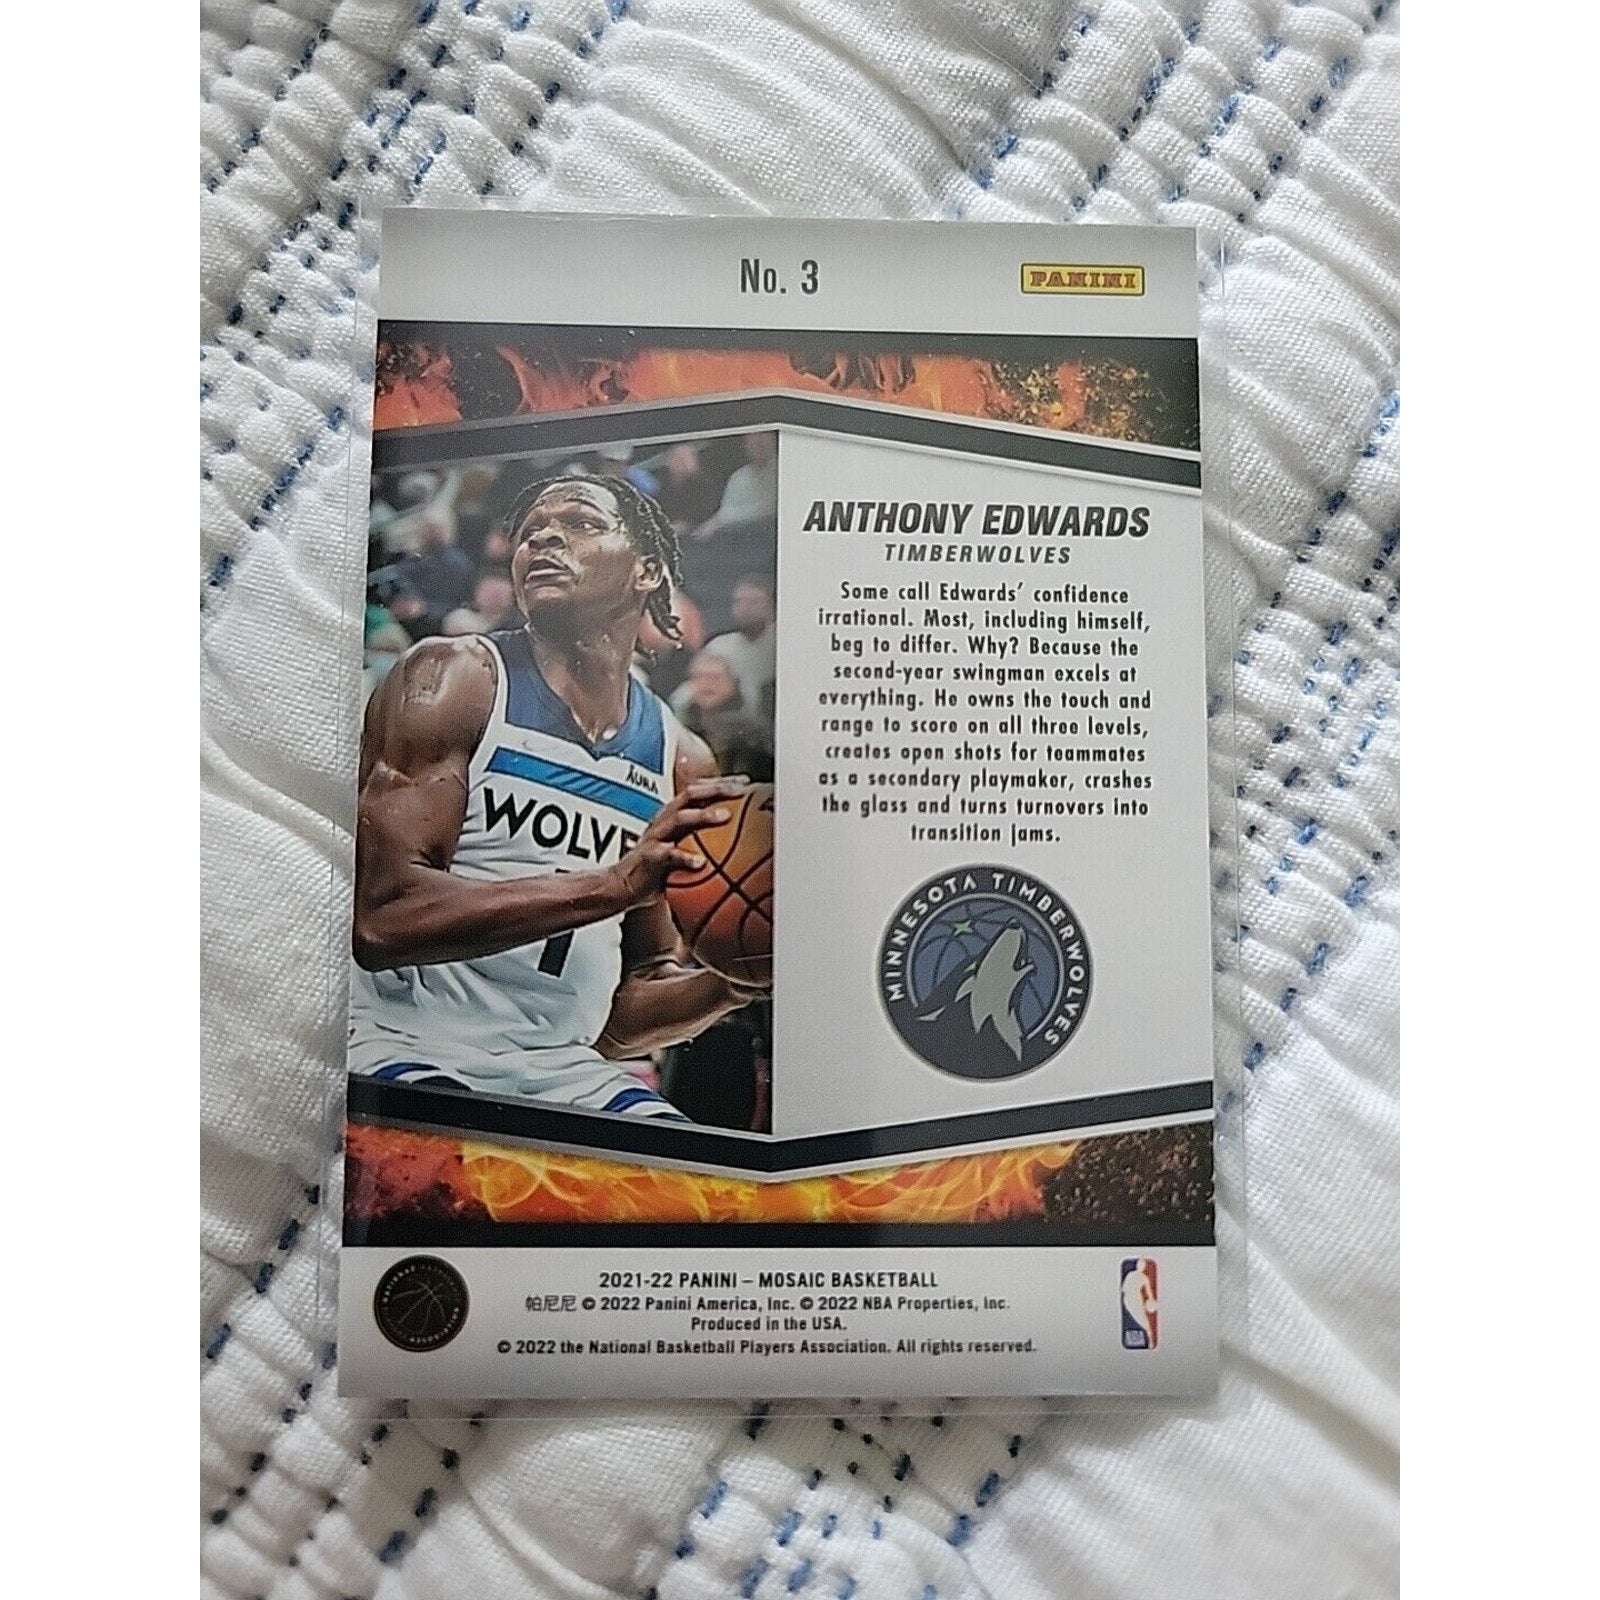 No. 3
PANINI
ANTHONY EDWARDS
TIMBERWOLVES
Some call Edwards’ confidence
irrational. Most, including himself,
beg to differ. Why? Because the
second-year swingman excels at
everything. He owns the touch and
range to score on all three levels,
creates open shots for teammates
as a secondary playmaker, crashes
the glass and turns turnovers into
transition jams.
AURA
WOLVE
1
MINNESOTA TIMBERWOLVES
2021-22 PANINI – MOSAIC BASKETBALL
帕尼尼 © 2022 Panini America, Inc. © 2022 NBA Properties, Inc.
Produced in the USA.
© 2022 the National Basketball Players Association. All rights reserved.
NBA